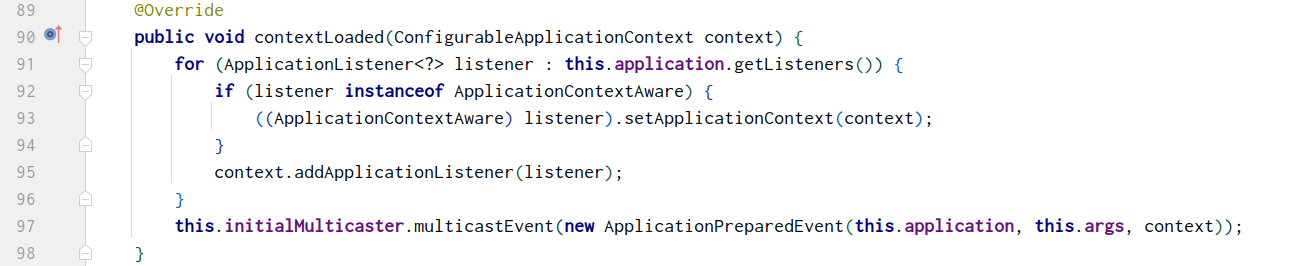 89 @Override
90 public void contextLoaded(ConfigurableApplicationContext context) {
91 for (ApplicationListener<?> listener : this.application.getListeners()) {
92 if (listener instanceof ApplicationContextAware) {
93 ((ApplicationContextAware) listener).setApplicationContext(context);
94 }
95 context.addApplicationListener(listener);
96 }
97 this.initialMulticaster.multicastEvent(new ApplicationPreparedEvent(this.application, this.args, context));
98 }